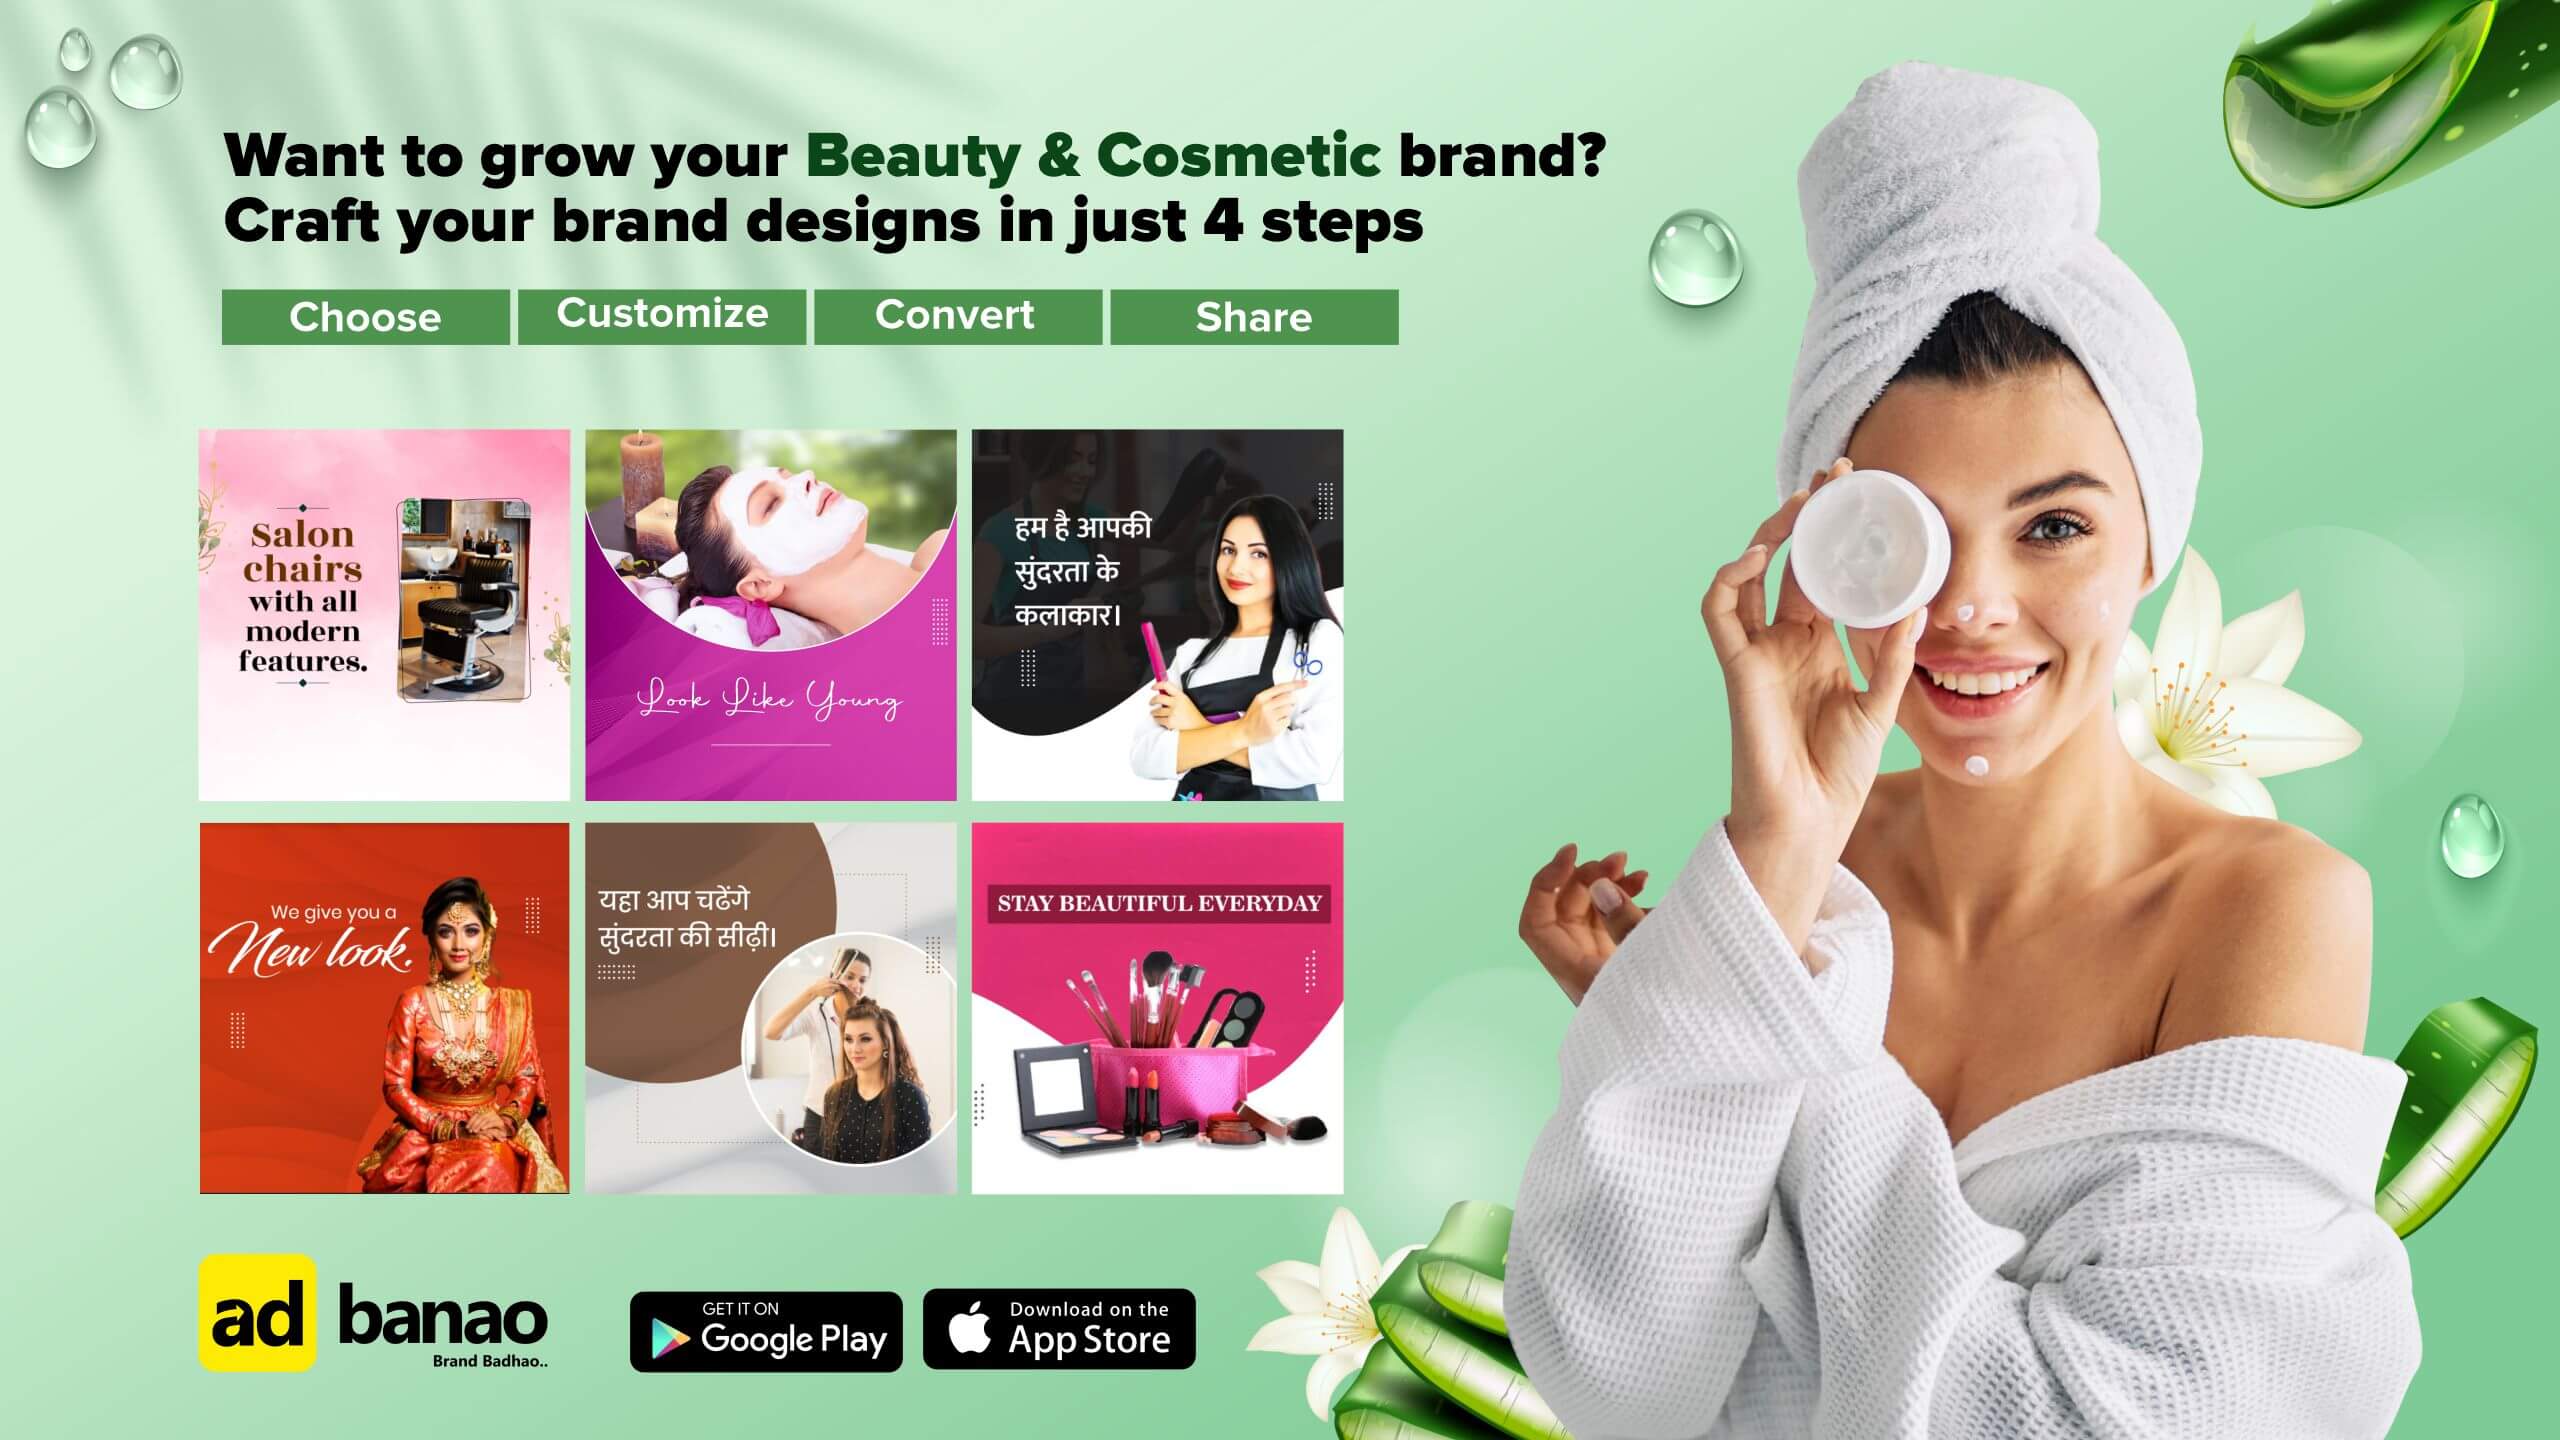 Want to grow your Beauty & Cosmetic brand?
Craft your brand designs in just 4 steps
Choose
Customize
Convert
Share
Salon
chairs
with all
modern
features.
Look Like Young
हम है आपकी
सुंदरता के
कलाकार।
We give you a
New look.
यहा आप चढेंगे
सुंदरता की सीढ़ी।
STAY BEAUTIFUL EVERYDAY
ad banao
Brand Badhao..
GET IT ON
Google Play
Download on the
App Store